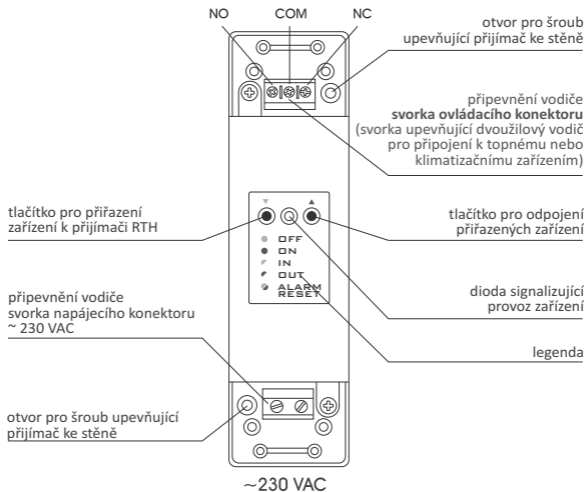 NO COM NC
otvor pro šroub
upevňující přijímač ke stěně
připevnění vodiče
svorka ovládacího konektoru
(svorka upevňující dvoužilový vodič
pro připojení k topnému nebo
klimatizačnímu zařízením)
tlačítko pro přiřazení
zařízení k přijímači RTH
tlačítko pro odpojení
přiřazených zařízení
OFF
ON
IN
OUT
ALARM
RESET
dioda signalizující
provoz zařízení
připevnění vodiče
svorka napájecího konektoru
~ 230 VAC
legenda
otvor pro šroub upevňující
přijímač ke stěně
~230 VAC